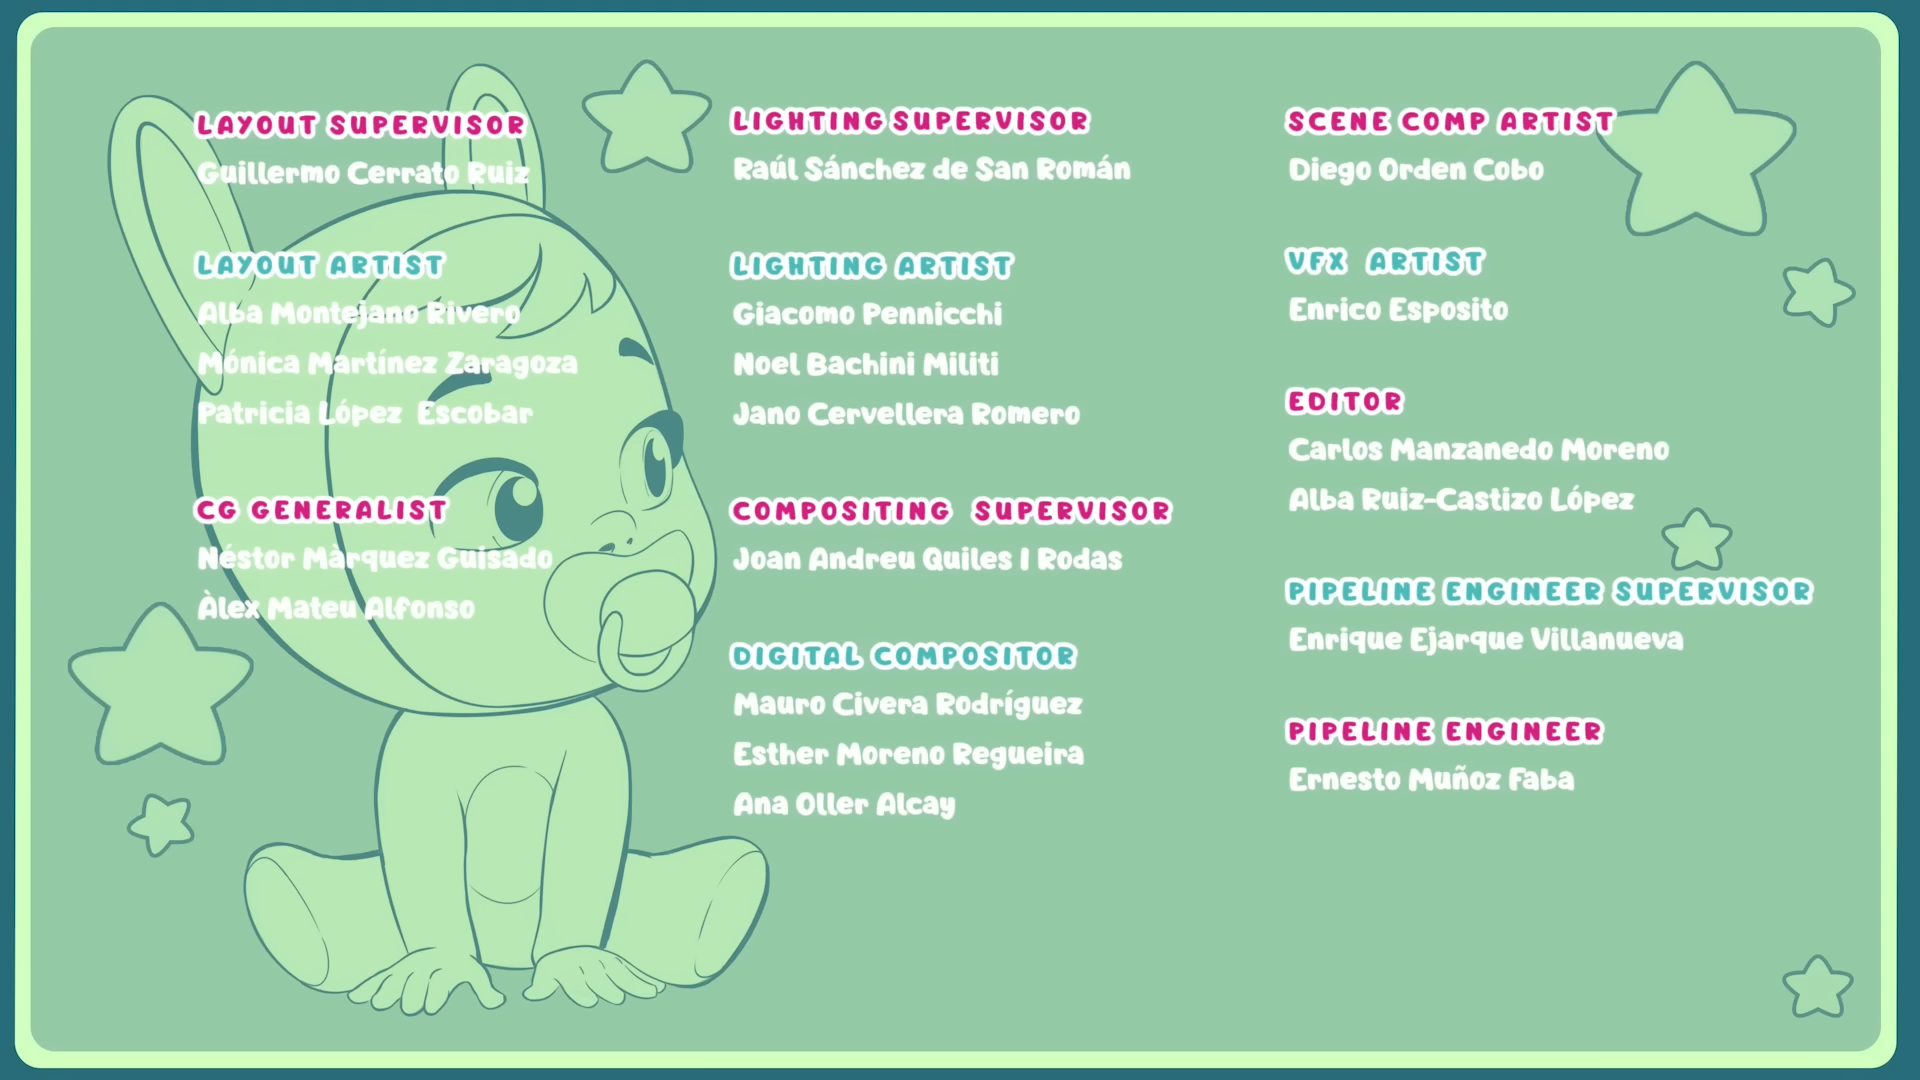 LAYOUT SUPERVISOR
Guillermo Cerrato Ruiz
LAYOUT ARTIST
Alba Montejano Rivero
Mónica Martínez Zaragoza
Patricia López Escobar
CG GENERALIST
Néstor Màrquez Guisado
Àlex Mateu Alfonso
LIGHTING SUPERVISOR
Raúl Sánchez de San Román
LIGHTING ARTIST
Giacomo Pennicchi
Noel Bachini Militi
Jano Cervellera Romero
COMPOSITING SUPERVISOR
Joan Andreu Quiles I Rodas
DIGITAL COMPOSITOR
Mauro Civera Rodríguez
Esther Moreno Regueira
Ana Oller Alcay
SCENE COMP ARTIST
Diego Orden Cobo
VFX ARTIST
Enrico Esposito
EDITOR
Carlos Manzanedo Moreno
Alba Ruiz-Castizo López
PIPELINE ENGINEER SUPERVISOR
Enrique Ejarque Villanueva
PIPELINE ENGINEER
Ernesto Muñoz Faba